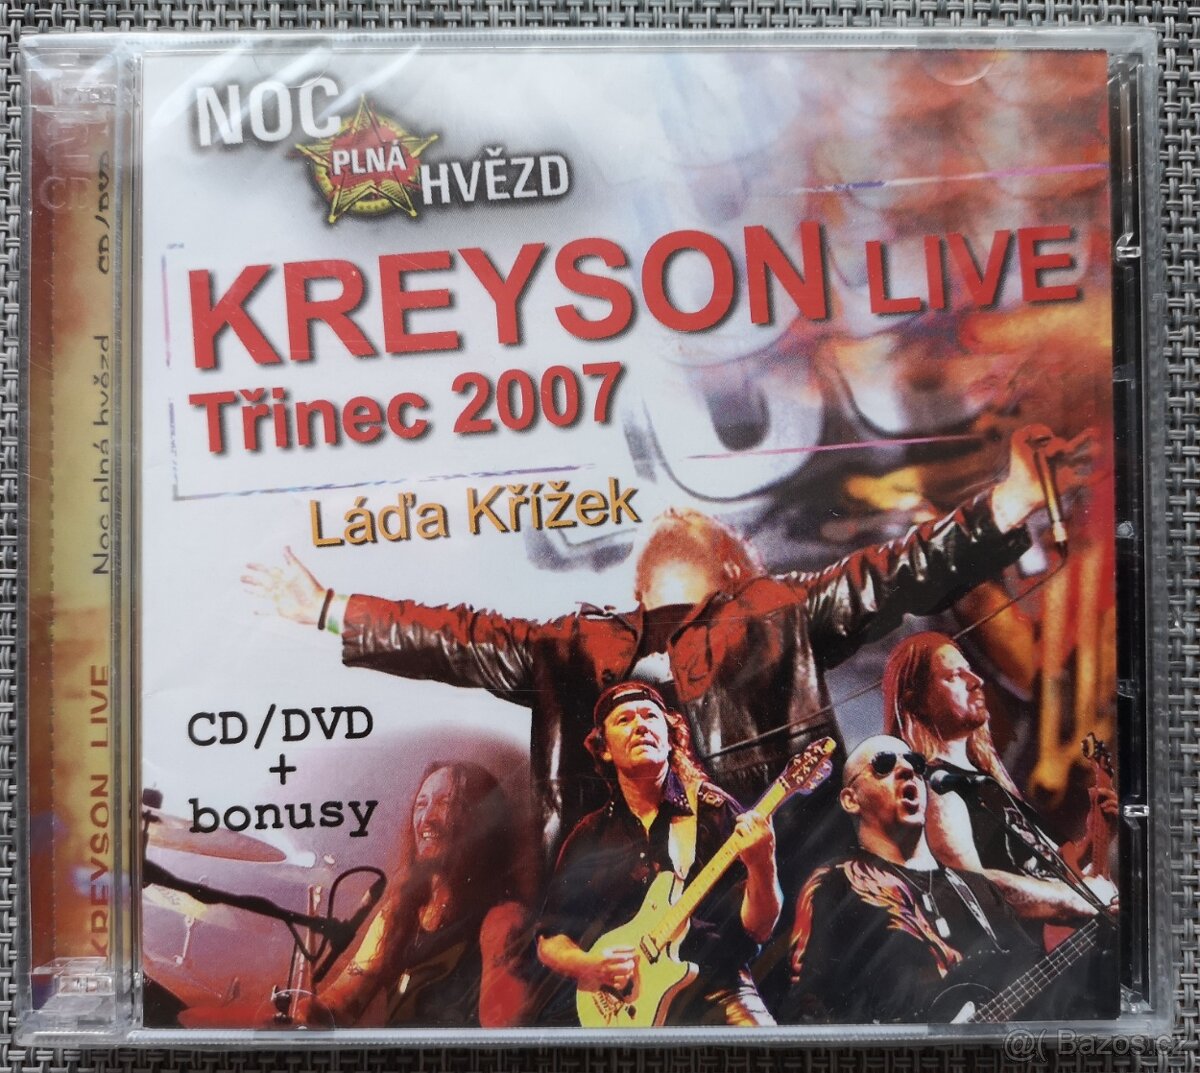 NOC
PLNÁ
HVĚZD
KREYSON LIVE
Třinec 2007
Láďa Křížek
CD/DVD
+
bonusy
KREYSON LIVE Noc plná hvězd CD/DVD
@( Bazos.cz